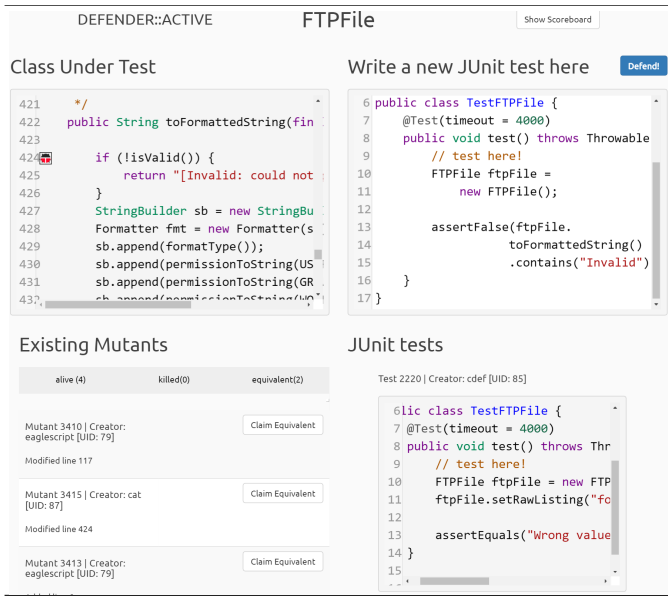 DEFENDER::ACTIVE
FTPFile
Show Scoreboard
Class Under Test
421 */
422 public String toFormattedString(fin
423
424 if (!isValid()) {
425 return "[Invalid: could not
426 }
427 StringBuilder sb = new StringBu
428 Formatter fmt = new Formatter(s
429 sb.append(formatType());
430 sb.append(permissionToString(US
431 sb.append(permissionToString(GR
432 sb.append(permissionToString(WO
Write a new JUnit test here
Defend!
6 public class TestFTPFile {
7 @Test(timeout = 4000)
8 public void test() throws Throwable
9 // test here!
10 FTPFile ftpFile =
11 new FTPFile();
12
13 assertFalse(ftpFile.
14 toFormattedString()
15 .contains("Invalid")
16 }
17 }
Existing Mutants
alive (4) killed(0) equivalent(2)
Mutant 3410 | Creator:
eaglescript [UID: 79]
Claim Equivalent
Modified line 117
Mutant 3415 | Creator: cat
[UID: 87]
Claim Equivalent
Modified line 424
Mutant 3413 | Creator:
eaglescript [UID: 79]
Claim Equivalent
JUnit tests
Test 2220 | Creator: cdef [UID: 85]
6 lic class TestFTPFile {
7 @Test(timeout = 4000)
8 public void test() throws Thr
9 // test here!
10 FTPFile ftpFile = new FTP
11 ftpFile.setRawListing("fo
12
13 assertEquals("Wrong value
14 }
15